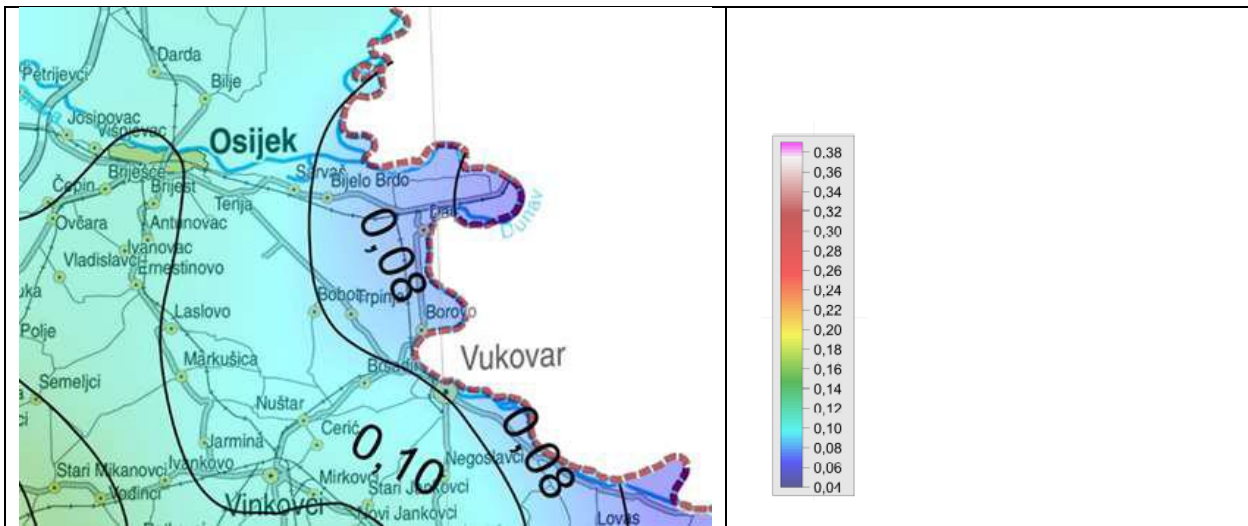 Darda
Petrijevci
Bilje
Josipovac
Višnjevac
Osijek
Sarvaš
Bijelo Brdo
Briješće
Čepin
Brijest
Tenja
Dunav
Ovčara
Antunovac
0,08
Ivanovac
Vladislavci
Ernestinovo
Bobota
Trpinja
Laslovo
Borovo
Polje
Vukovar
Markušica
Semeljci
Nuštar
Cerić
0,10
0,08
Jarmina
Negoslavci
Stari Mikanovci
Ivankovo
Mirkovci
Vođinci
Stari Jankovci
Vinkovci
Novi Jankovci
Lovas
0,38
0,36
0,34
0,32
0,30
0,28
0,26
0,24
0,22
0,20
0,18
0,16
0,14
0,12
0,10
0,08
0,06
0,04